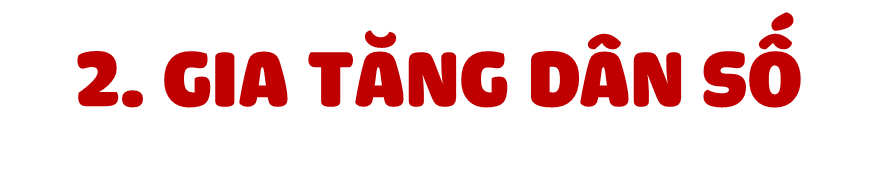 2. GIA TĂNG DÂN SỐ